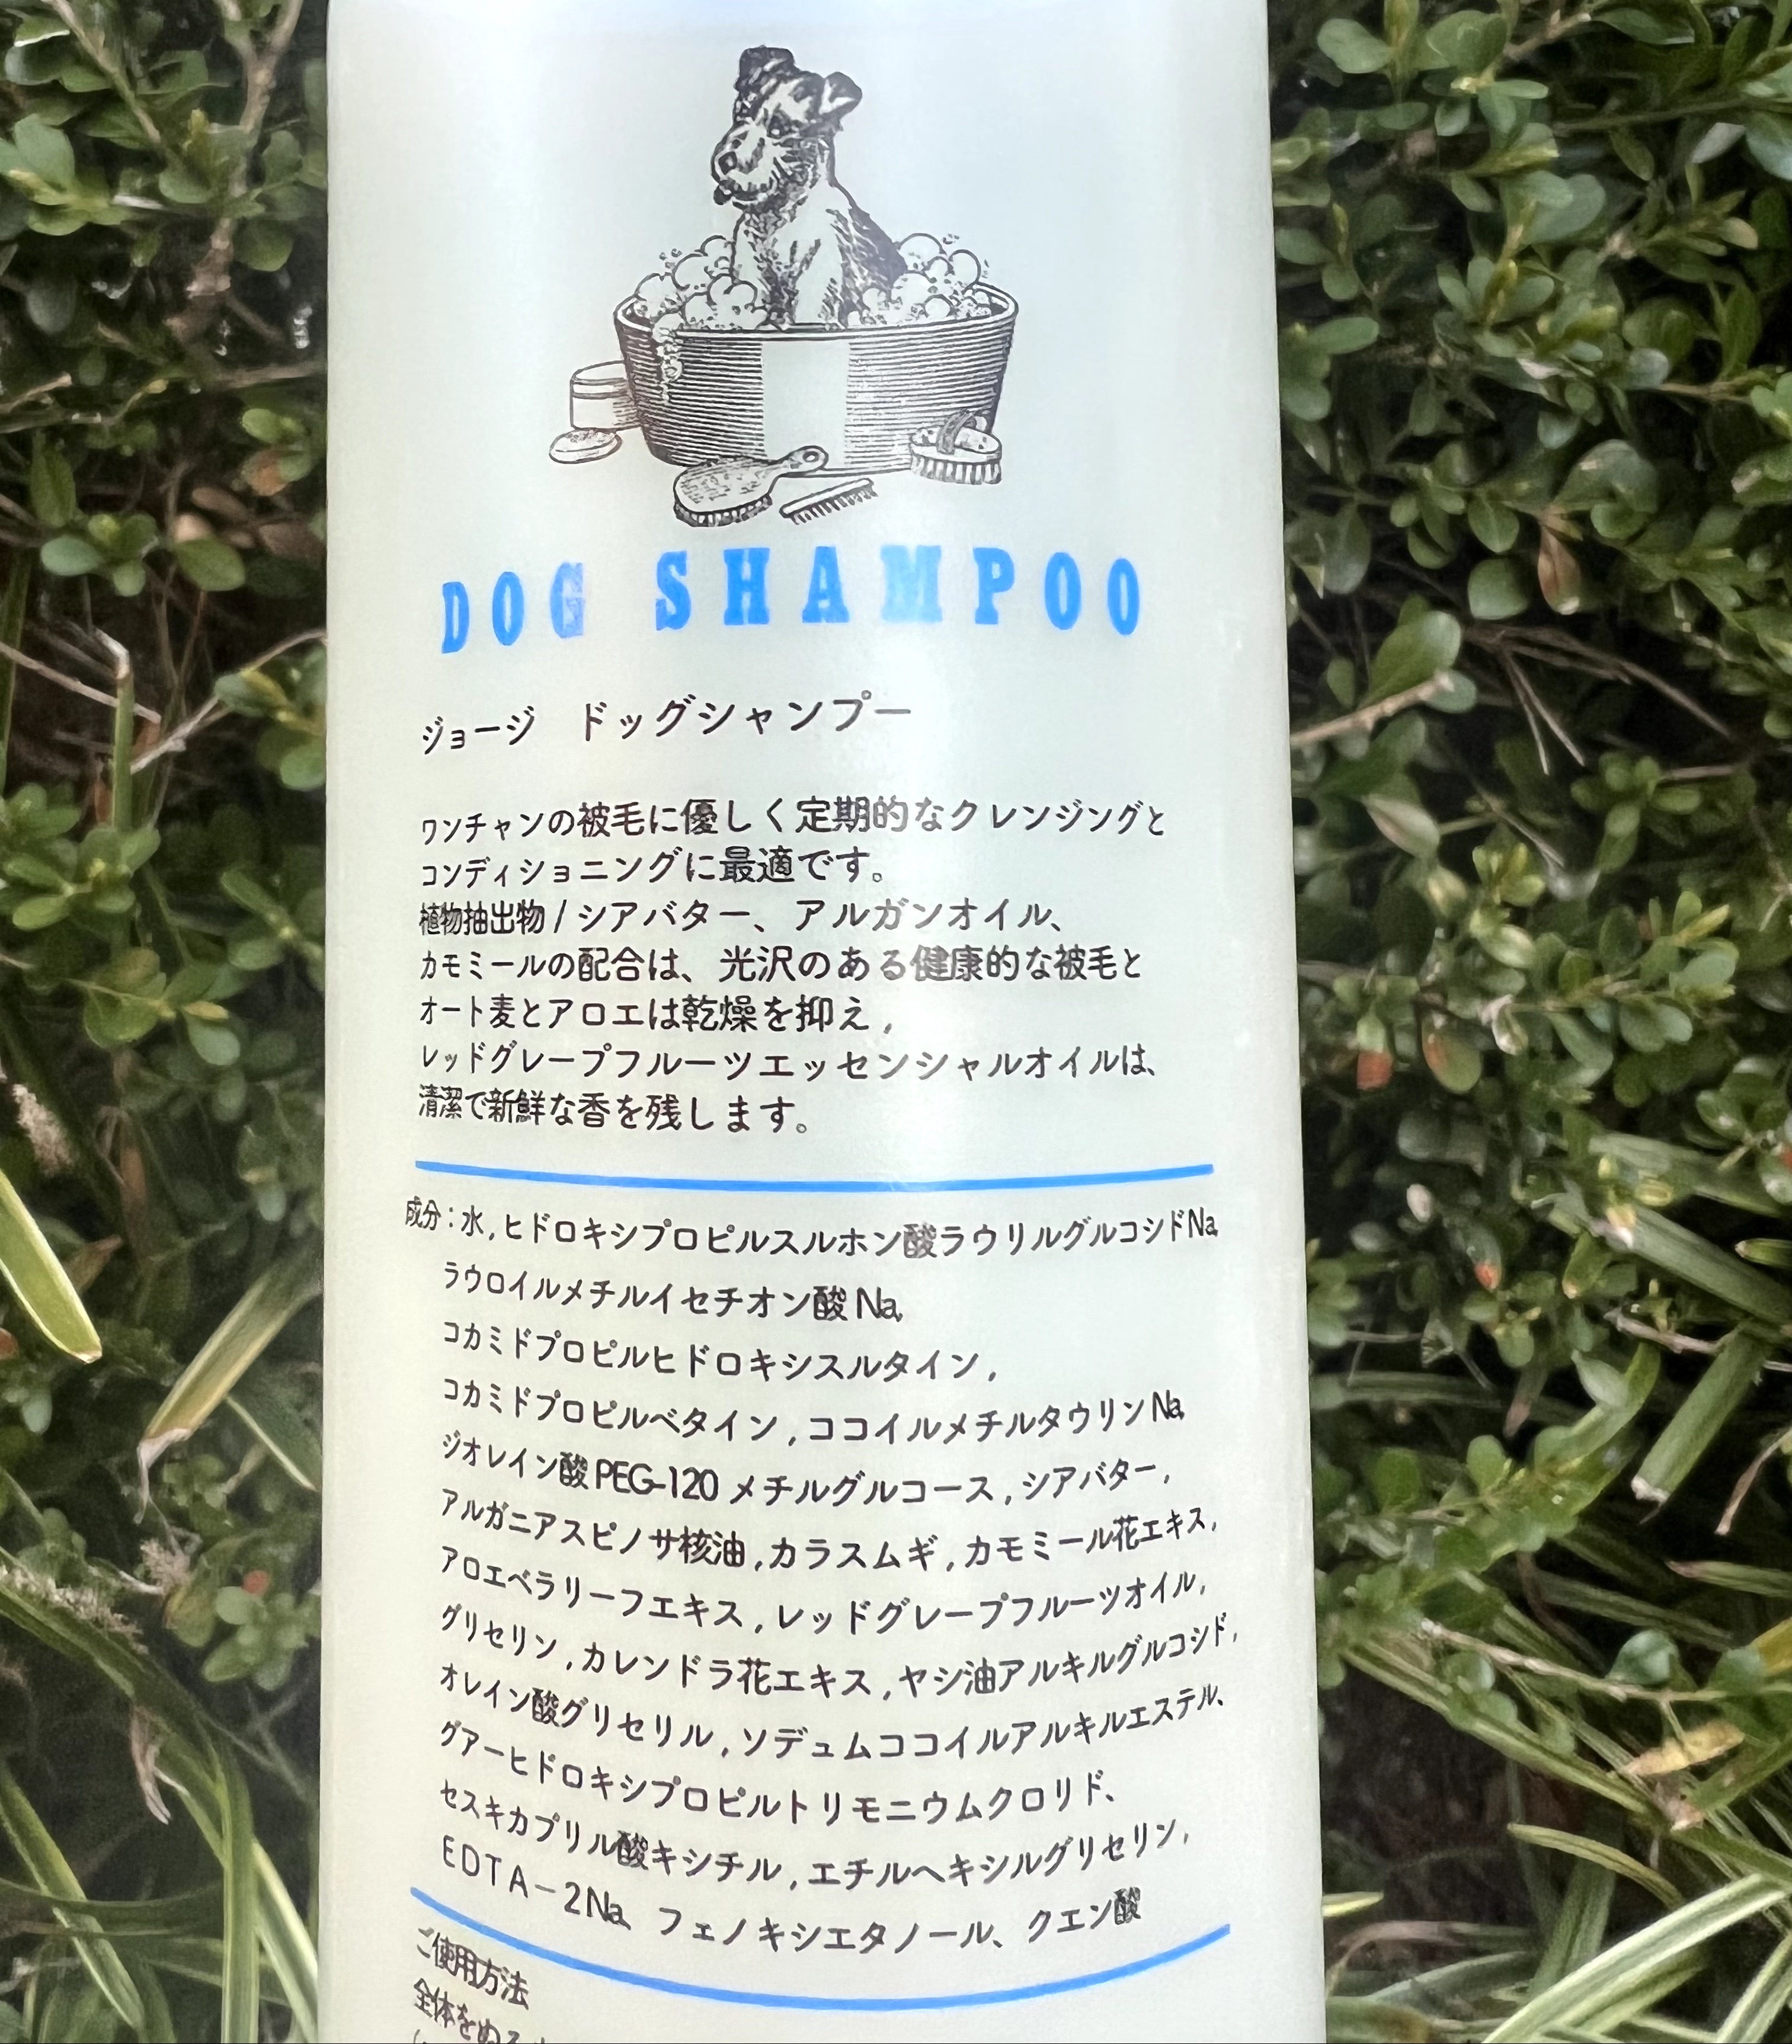 DOG SHAMPOO
ジョージ ドッグシャンプー
ワンチャンの被毛に優しく定期的なクレンジングと
コンディショニングに最適です。
植物抽出物/シアバター、アルガンオイル、
カモミールの配合は、光沢のある健康的な被毛と
オート麦とアロエは乾燥を抑え,
レッドグレープフルーツエッセンシャルオイルは、
清潔で新鮮な香を残します。
成分:水,ヒドロキシプロピルスルホン酸ラウリルグルコシドNa,
ラウロイルメチルイセチオン酸Na,
コカミドプロピルヒドロキシスルタイン,
コカミドプロピルベタイン,ココイルメチルタウリンNa,
ジオレイン酸PEG-120メチルグルコース,シアバター,
アルガニアスピノサ核油,カラスムギ,カモミール花エキス,
アロエベラリーフエキス,レッドグレープフルーツオイル,
グリセリン,カレンドラ花エキス,ヤシ油アルキルグルコシド,
オレイン酸グリセリル,ソデュムココイルアルキルエステル、
グアーヒドロキシプロピルトリモニウムクロリド、
セスキカプリル酸キシチル,エチルヘキシルグリセリン,
EDTA-2Na、フェノキシエタノール、クエン酸
ご使用方法
全体をぬる